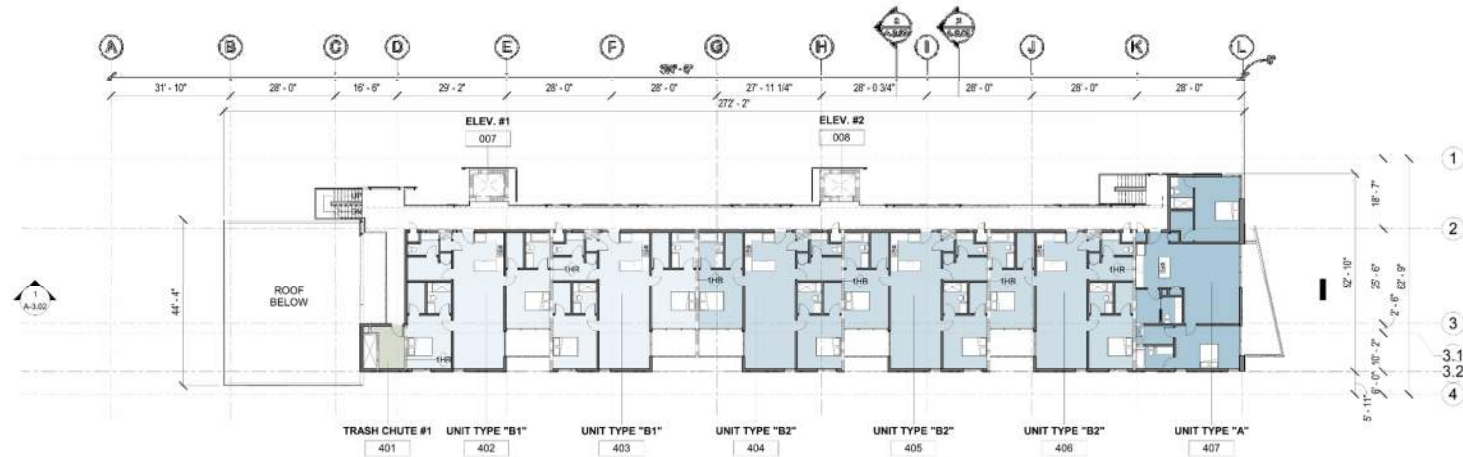 A B C D E F G H I J K L
31' - 10" 28' - 0" 16' - 6" 29' - 2" 28' - 0" 28' - 0" 27' - 11 1/4" 28' - 0 3/4" 28' - 0" 28' - 0" 28' - 0"
272' - 2"
ELEV. #1
007
ELEV. #2
008
1
2
3
3.1
3.2
4
18' - 7"
25' - 6"
2' - 6"
10' - 2"
6' - 0"
5' - 11"
52' - 10"
62' - 9"
UP
DN
44' - 4"
ROOF
BELOW
1
A-3.02
1HR
1HR
1HR
1HR
1HR
1HR
TRASH CHUTE #1
401
UNIT TYPE "B1"
402
UNIT TYPE "B1"
403
UNIT TYPE "B2"
404
UNIT TYPE "B2"
405
UNIT TYPE "B2"
406
UNIT TYPE "A"
407